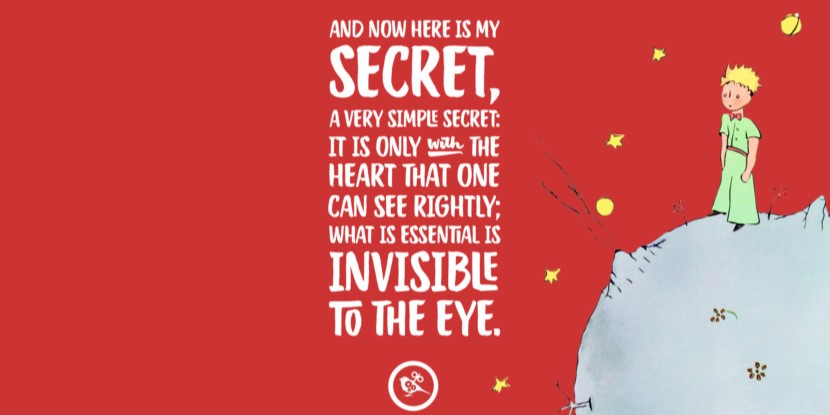 AND NOW HERE IS MY
SECRET,
A VERY SIMPLE SECRET:
IT IS ONLY with THE
HEART THAT ONE
CAN SEE RIGHTLY;
WHAT IS ESSENTIAL IS
INVISIBLE
TO THE EYE.